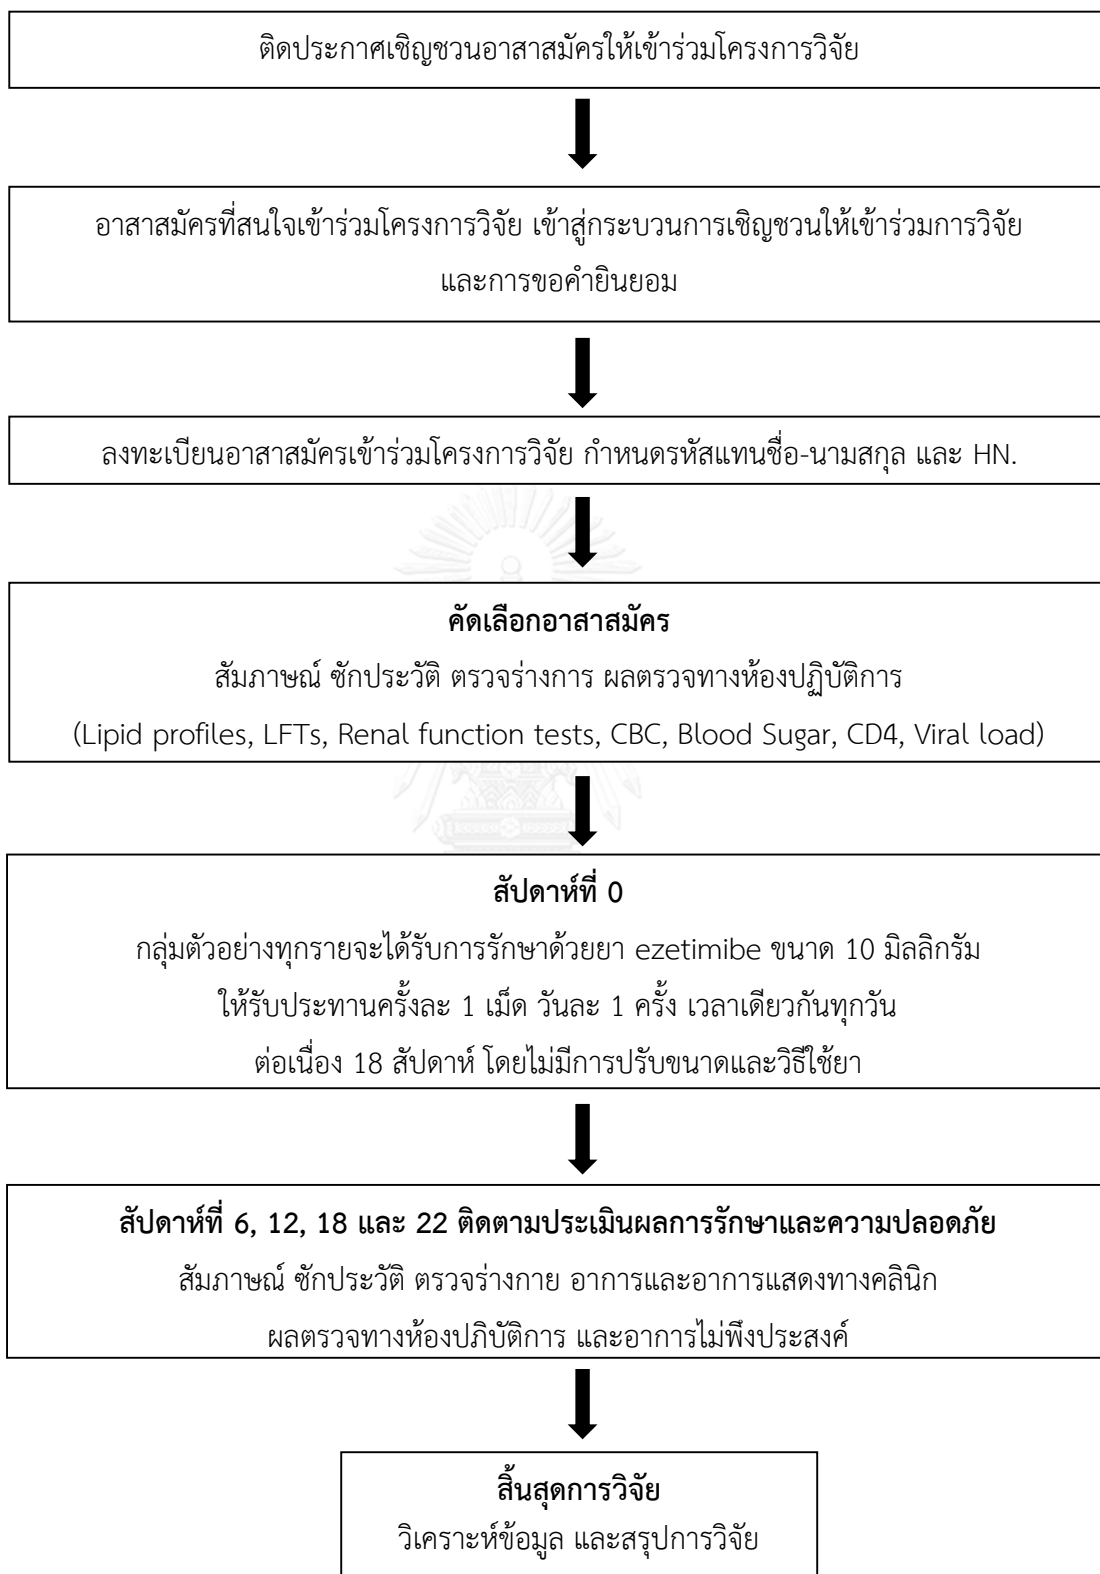 ติดประกาศเชิญชวนอาสาสมัครให้เข้าร่วมโครงการวิจัย
อาสาสมัครที่สนใจเข้าร่วมโครงการวิจัย เข้าสู่กระบวนการเชิญชวนให้เข้าร่วมการวิจัย
และการขอคำยินยอม
ลงทะเบียนอาสาสมัครเข้าร่วมโครงการวิจัย กำหนดรหัสแทนชื่อ-นามสกุล และ HN.
คัดเลือกอาสาสมัคร
สัมภาษณ์ ซักประวัติ ตรวจร่างการ ผลตรวจทางห้องปฏิบัติการ
(Lipid profiles, LFTs, Renal function tests, CBC, Blood Sugar, CD4, Viral load)
สัปดาห์ที่ 0
กลุ่มตัวอย่างทุกรายจะได้รับการรักษาด้วยยา ezetimibe ขนาด 10 มิลลิกรัม
ให้รับประทานครั้งละ 1 เม็ด วันละ 1 ครั้ง เวลาเดียวกันทุกวัน
ต่อเนื่อง 18 สัปดาห์ โดยไม่มีการปรับขนาดและวิธีใช้ยา
สัปดาห์ที่ 6, 12, 18 และ 22 ติดตามประเมินผลการรักษาและความปลอดภัย
สัมภาษณ์ ซักประวัติ ตรวจร่างกาย อาการและอาการแสดงทางคลินิก
ผลตรวจทางห้องปภิบัติการ และอาการไม่พึงประสงค์
สิ้นสุดการวิจัย
วิเคราะห์ข้อมูล และสรุปการวิจัย